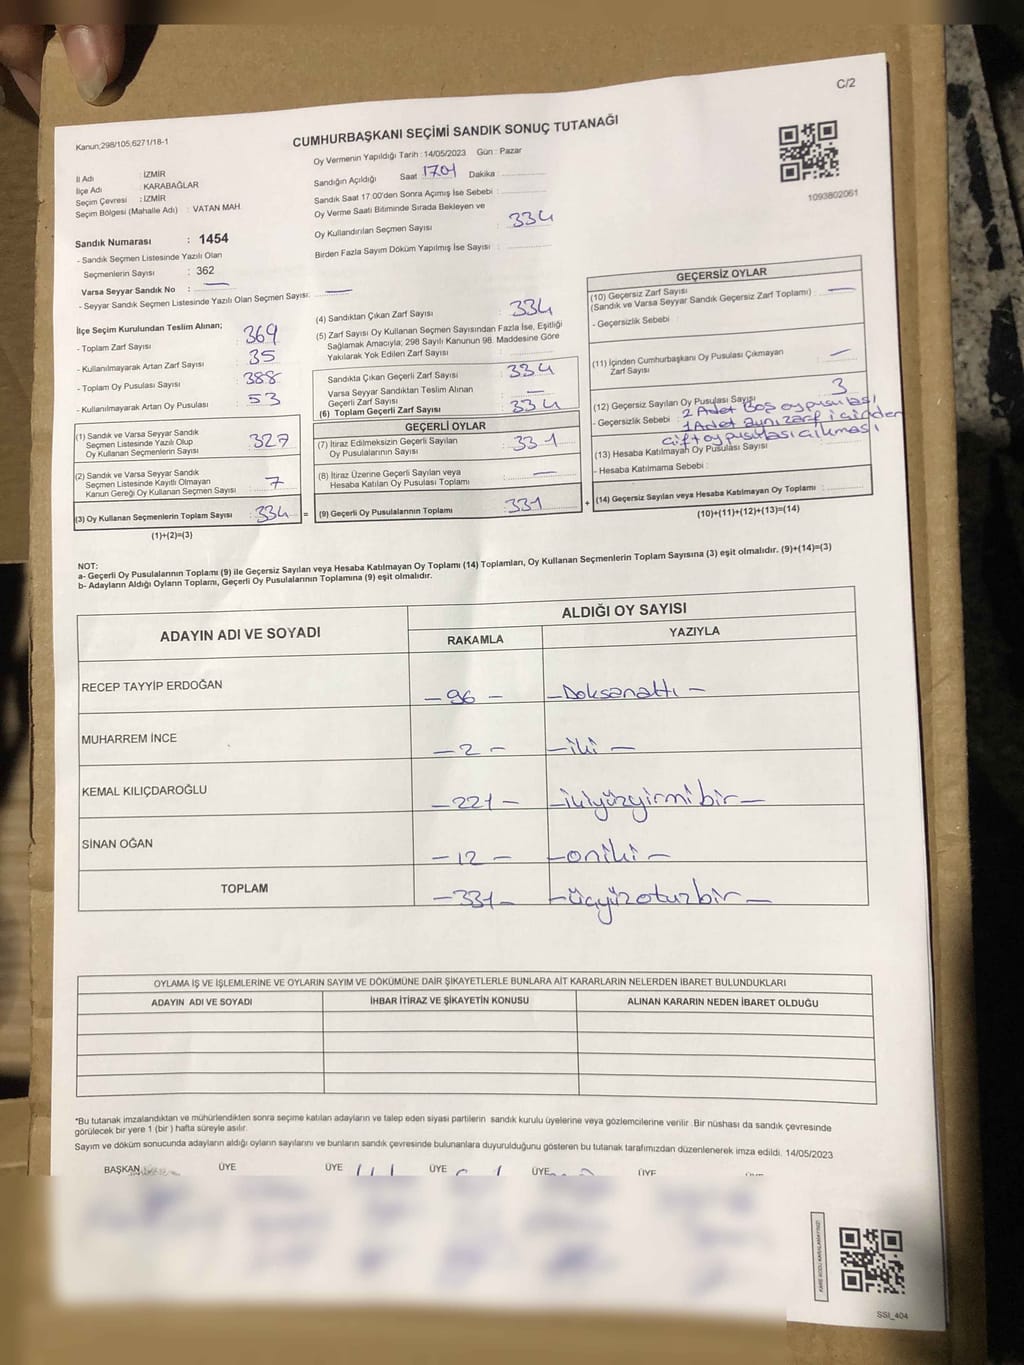 C/2
Kanun;298/105,6271/18-1
CUMHURBAŞKANI SEÇİMİ SANDIK SONUÇ TUTANAĞI
Oy Vermenin Yapıldığı Tarih : 14/05/2023 Gün : Pazar
İl Adı : İZMİR
İlçe Adı : KARABAĞLAR
Seçim Çevresi : İZMİR
Seçim Bölgesi (Mahalle Adı) : VATAN MAH.
Sandığın Açıldığı Saat 17.01 Dakika :
Sandık Saat 17:00'den Sonra Açımış İse Sebebi :
Oy Verme Saati Bitiminde Sırada Bekleyen ve
Oy Kullandırılan Seçmen Sayısı : 334
Birden Fazla Sayım Döküm Yapılmış İse Sayısı :
1093802061
Sandık Numarası : 1454
- Sandık Seçmen Listesinde Yazılı Olan
Seçmenlerin Sayısı : 362
Varsa Seyyar Sandık No : —
- Seyyar Sandık Seçmen Listesinde Yazılı Olan Seçmen Sayısı: —
İlçe Seçim Kurulundan Teslim Alınan;
- Toplam Zarf Sayısı : 369
- Kullanılmayarak Artan Zarf Sayısı : 35
- Toplam Oy Pusulası Sayısı : 388
- Kullanılmayarak Artan Oy Pusulası : 53
(1) Sandık ve Varsa Seyyar Sandık
Seçmen Listesinde Yazılı Olup
Oy Kullanan Seçmenlerin Sayısı : 327
(2) Sandık ve Varsa Seyyar Sandık
Seçmen Listesinde Kayıtlı Olmayan
Kanun Gereği Oy Kullanan Seçmen Sayısı : 7
(3) Oy Kullanan Seçmenlerin Toplam Sayısı : 334 =
(1)+(2)=(3)
(4) Sandıktan Çıkan Zarf Sayısı : 334
(5) Zarf Sayısı Oy Kullanan Seçmen Sayısından Fazla İse, Eşitliği
Sağlamak Amacıyla; 298 Sayılı Kanunun 98. Maddesine Göre
Yakılarak Yok Edilen Zarf Sayısı :
Sandıkta Çıkan Geçerli Zarf Sayısı : 334
Varsa Seyyar Sandıktan Teslim Alınan
Geçerli Zarf Sayısı : —
(6) Toplam Geçerli Zarf Sayısı : 334
GEÇERLİ OYLAR
(7) İtiraz Edilmeksizin Geçerli Sayılan
Oy Pusulalarının Sayısı : 331
(8) İtiraz Üzerine Geçerli Sayılan veya
Hesaba Katılan Oy Pusulası Toplamı : —
(9) Geçerli Oy Pusulalarının Toplamı : 331 +
GEÇERSİZ OYLAR
(10) Geçersiz Zarf Sayısı
(Sandık ve Varsa Seyyar Sandık Geçersiz Zarf Toplamı) : —
- Geçersizlik Sebebi :
(11) İçinden Cumhurbaşkanı Oy Pusulası Çıkmayan
Zarf Sayısı : —
(12) Geçersiz Sayılan Oy Pusulası Sayısı : 3
- Geçersizlik Sebebi : 2 Adet Boş oy pusulası
1 Adet aynı zarf içinden
çift oy pusulası çıkması
(13) Hesaba Katılmayan Oy Pusulası Sayısı
- Hesaba Katılmama Sebebi :
(14) Geçersiz Sayılan veya Hesaba Katılmayan Oy Toplamı :
(10)+(11)+(12)+(13)=(14)
NOT:
a- Geçerli Oy Pusulalarının Toplamı (9) ile Geçersiz Sayılan veya Hesaba Katılmayan Oy Toplamı (14) Toplamları, Oy Kullanan Seçmenlerin Toplam Sayısına (3) eşit olmalıdır. (9)+(14)=(3)
b- Adayların Aldığı Oyların Toplamı, Geçerli Oy Pusulalarının Toplamına (9) eşit olmalıdır.
ADAYIN ADI VE SOYADI
ALDIĞI OY SAYISI
RAKAMLA YAZIYLA
RECEP TAYYİP ERDOĞAN – 96 – – Doksanaltı –
MUHARREM İNCE – 2 – – iki –
KEMAL KILIÇDAROĞLU – 221 – – ikiyüzyirmibir –
SİNAN OĞAN – 12 – – oniki –
TOPLAM – 331 – – üçyüzotuzbir –
OYLAMA İŞ VE İŞLEMLERİNE VE OYLARIN SAYIM VE DÖKÜMÜNE DAİR ŞİKAYETLERLE BUNLARA AİT KARARLARIN NELERDEN İBARET BULUNDUKLARI
ADAYIN ADI VE SOYADI İHBAR İTİRAZ VE ŞİKAYETİN KONUSU ALINAN KARARIN NEDEN İBARET OLDUĞU
*Bu tutanak imzalandıktan ve mühürlendikten sonra seçime katılan adayların ve talep eden siyasi partilerin sandık kurulu üyelerine veya gözlemcilerine verilir. Bir nüshası da sandık çevresinde
görülecek bir yere 1 (bir ) hafta süreyle asılır.
Sayım ve döküm sonucunda adayların aldığı oyların sayılarını ve bunların sandık çevresinde bulunanlara duyurulduğunu gösteren bu tutanak tarafımızdan düzenlenerek imza edildi. 14/05/2023
BAŞKAN ÜYE ÜYE ÜYE ÜYE ÜYE
SSI_404